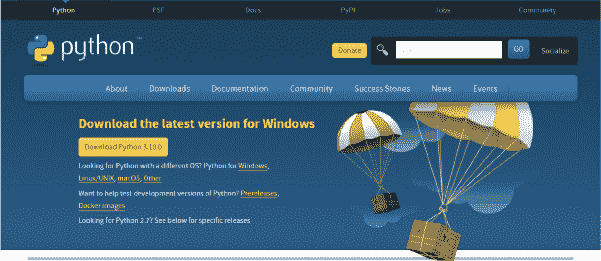 Python PSF Docs PyPI Jobs Community
python™
Donate GO Socialize
About Downloads Documentation Community Success Stories News Events
Download the latest version for Windows
Download Python 3.10.0
Looking for Python with a different OS? Python for Windows,
Linux/UNIX, macOS, Other
Want to help test development versions of Python? Prereleases,
Docker images
Looking for Python 2.7? See below for specific releases